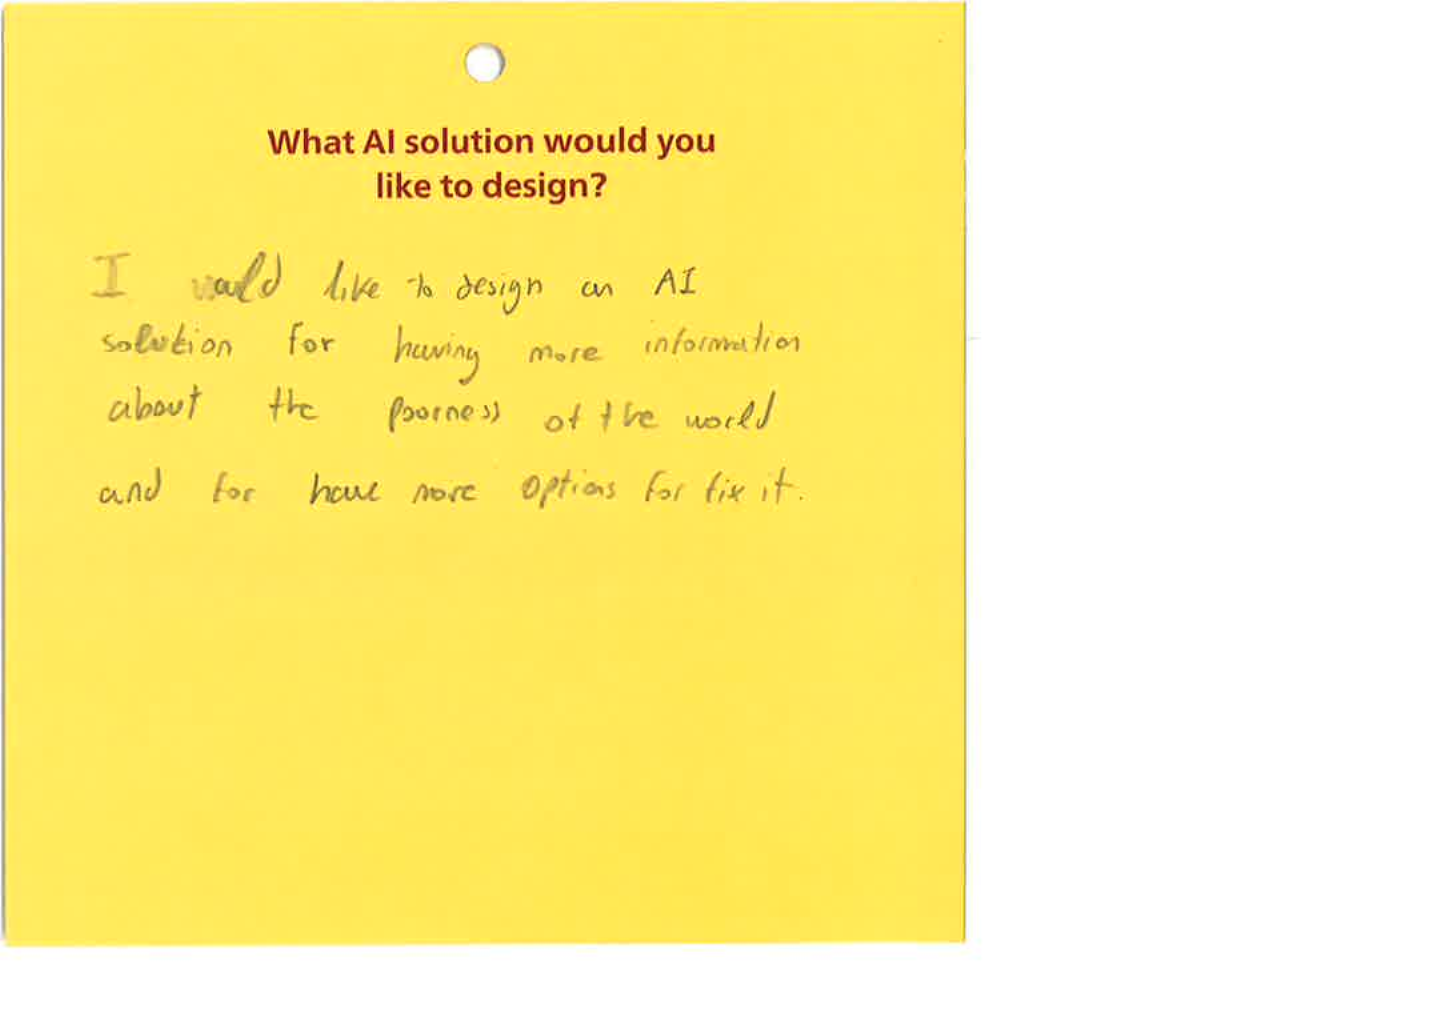 What AI solution would you
like to design?
I would like to design an AI
solution for having more information
about the poorness of the world
and for have more options for fix it.